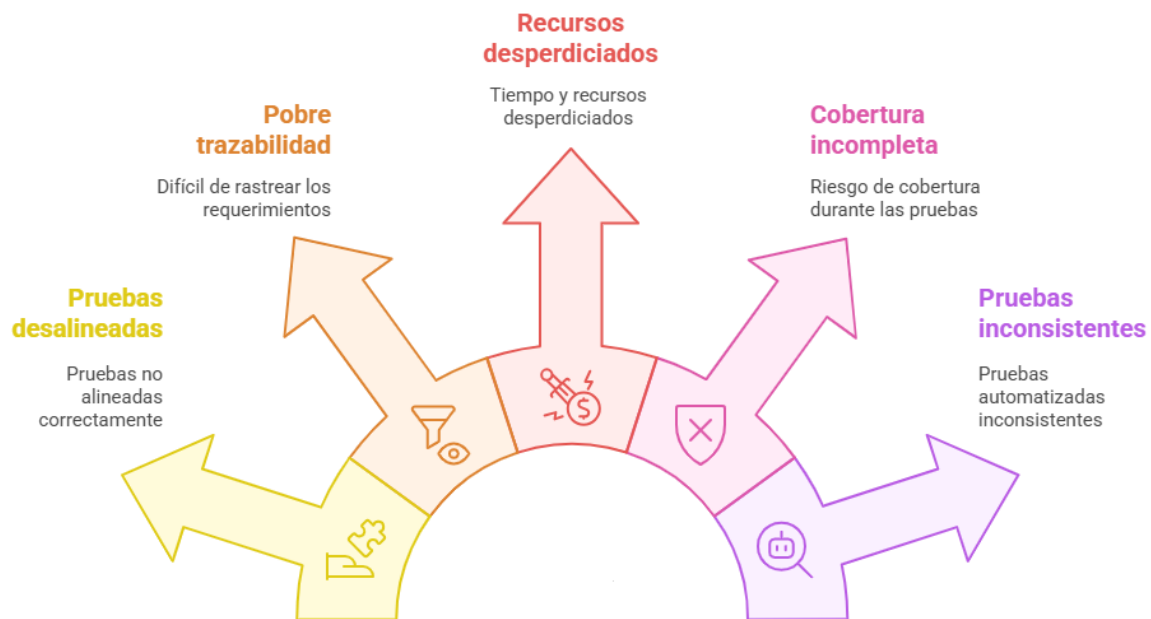 Recursos
desperdiciados
Tiempo y recursos
desperdiciados
Pobre
trazabilidad
Difícil de rastrear los
requerimientos
Cobertura
incompleta
Riesgo de cobertura
durante las pruebas
Pruebas
desalineadas
Pruebas no
alineadas
correctamente
Pruebas
inconsistentes
Pruebas
automatizadas
inconsistentes
$